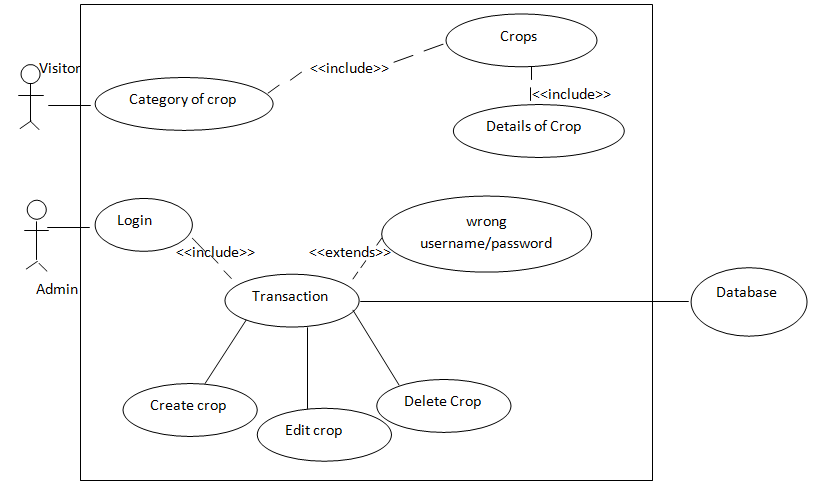 Crops
<<include>>
Visitor
<<include>>
Category of crop
Details of Crop
Login
wrong
username/password
<<include>>
<<extends>>
Admin
Transaction
Database
Create crop
Delete Crop
Edit crop